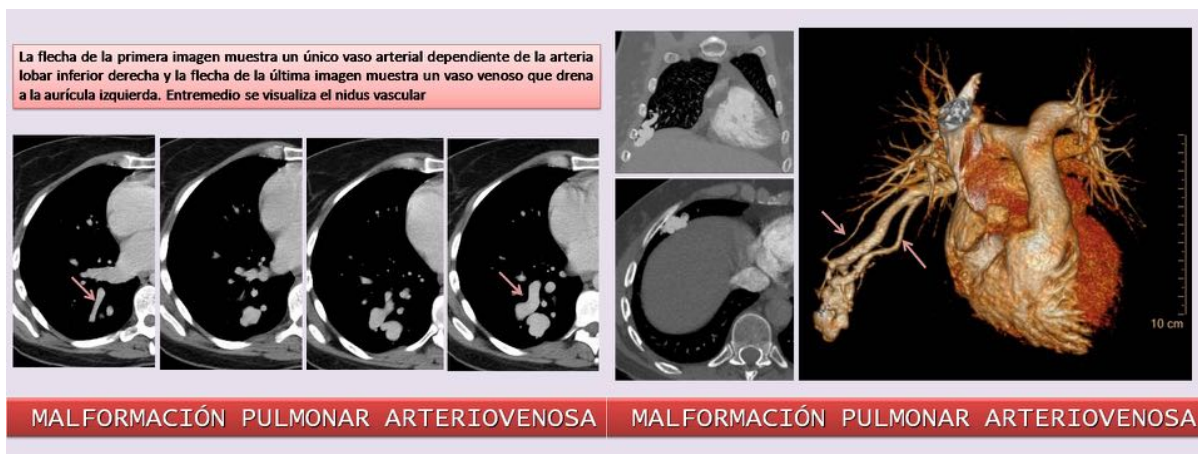 La flecha de la primera imagen muestra un único vaso arterial dependiente de la arteria
lobar inferior derecha y la flecha de la última imagen muestra un vaso venoso que drena
a la aurícula izquierda. Entremedio se visualiza el nidus vascular
10 cm
MALFORMACIÓN PULMONAR ARTERIOVENOSA
MALFORMACIÓN PULMONAR ARTERIOVENOSA